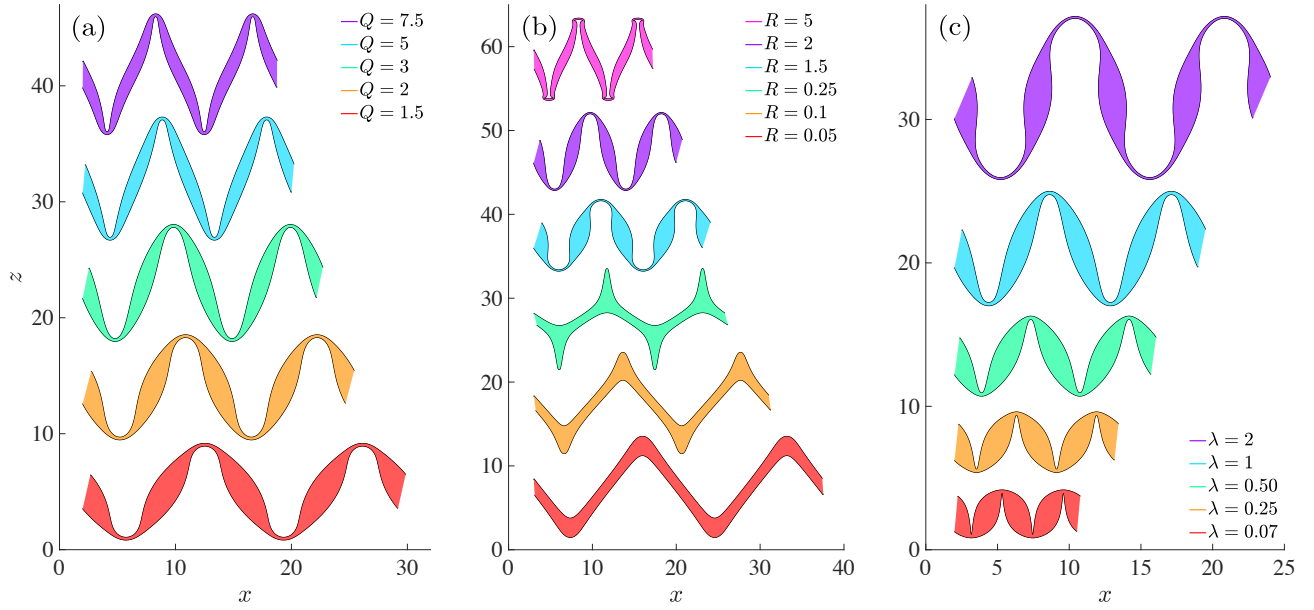 (a)
Q = 7.5
Q = 5
Q = 3
Q = 2
Q = 1.5
z
40
30
20
10
0
0 10 20 30
x
(b)
R = 5
R = 2
R = 1.5
R = 0.25
R = 0.1
R = 0.05
60
50
40
30
20
10
0
0 10 20 30 40
x
(c)
30
20
10
0
λ = 2
λ = 1
λ = 0.50
λ = 0.25
λ = 0.07
0 5 10 15 20 25
x